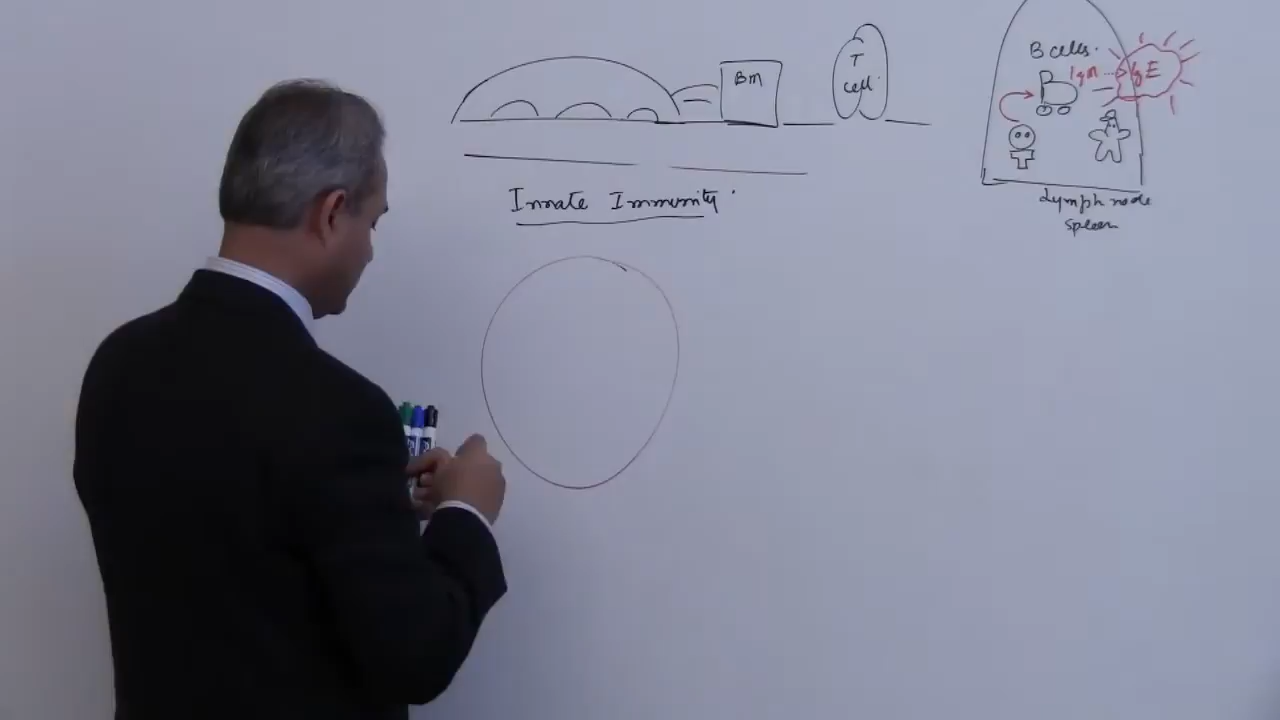 BM
T
cell
B cells.
IgM
IgE
Lymph node
Spleen
Innate Immunity